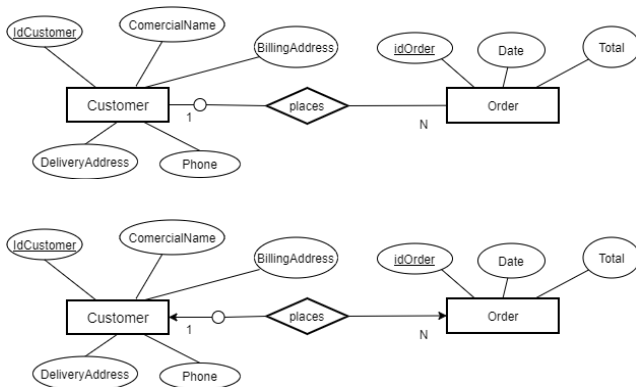 ComercialName
IdCustomer
BillingAddress
idOrder
Date
Total
Customer
1
places
N
Order
DeliveryAddress
Phone
ComercialName
IdCustomer
BillingAddress
idOrder
Date
Total
Customer
1
places
N
Order
DeliveryAddress
Phone